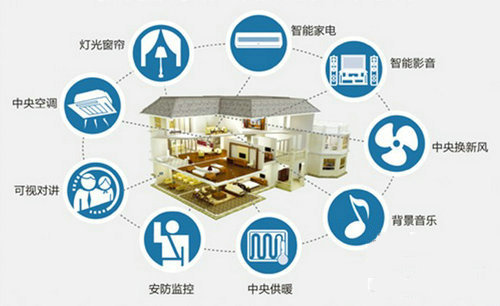 智能家电
灯光窗帘
智能影音
中央空调
中央换新风
可视对讲
背景音乐
安防监控
中央供暖